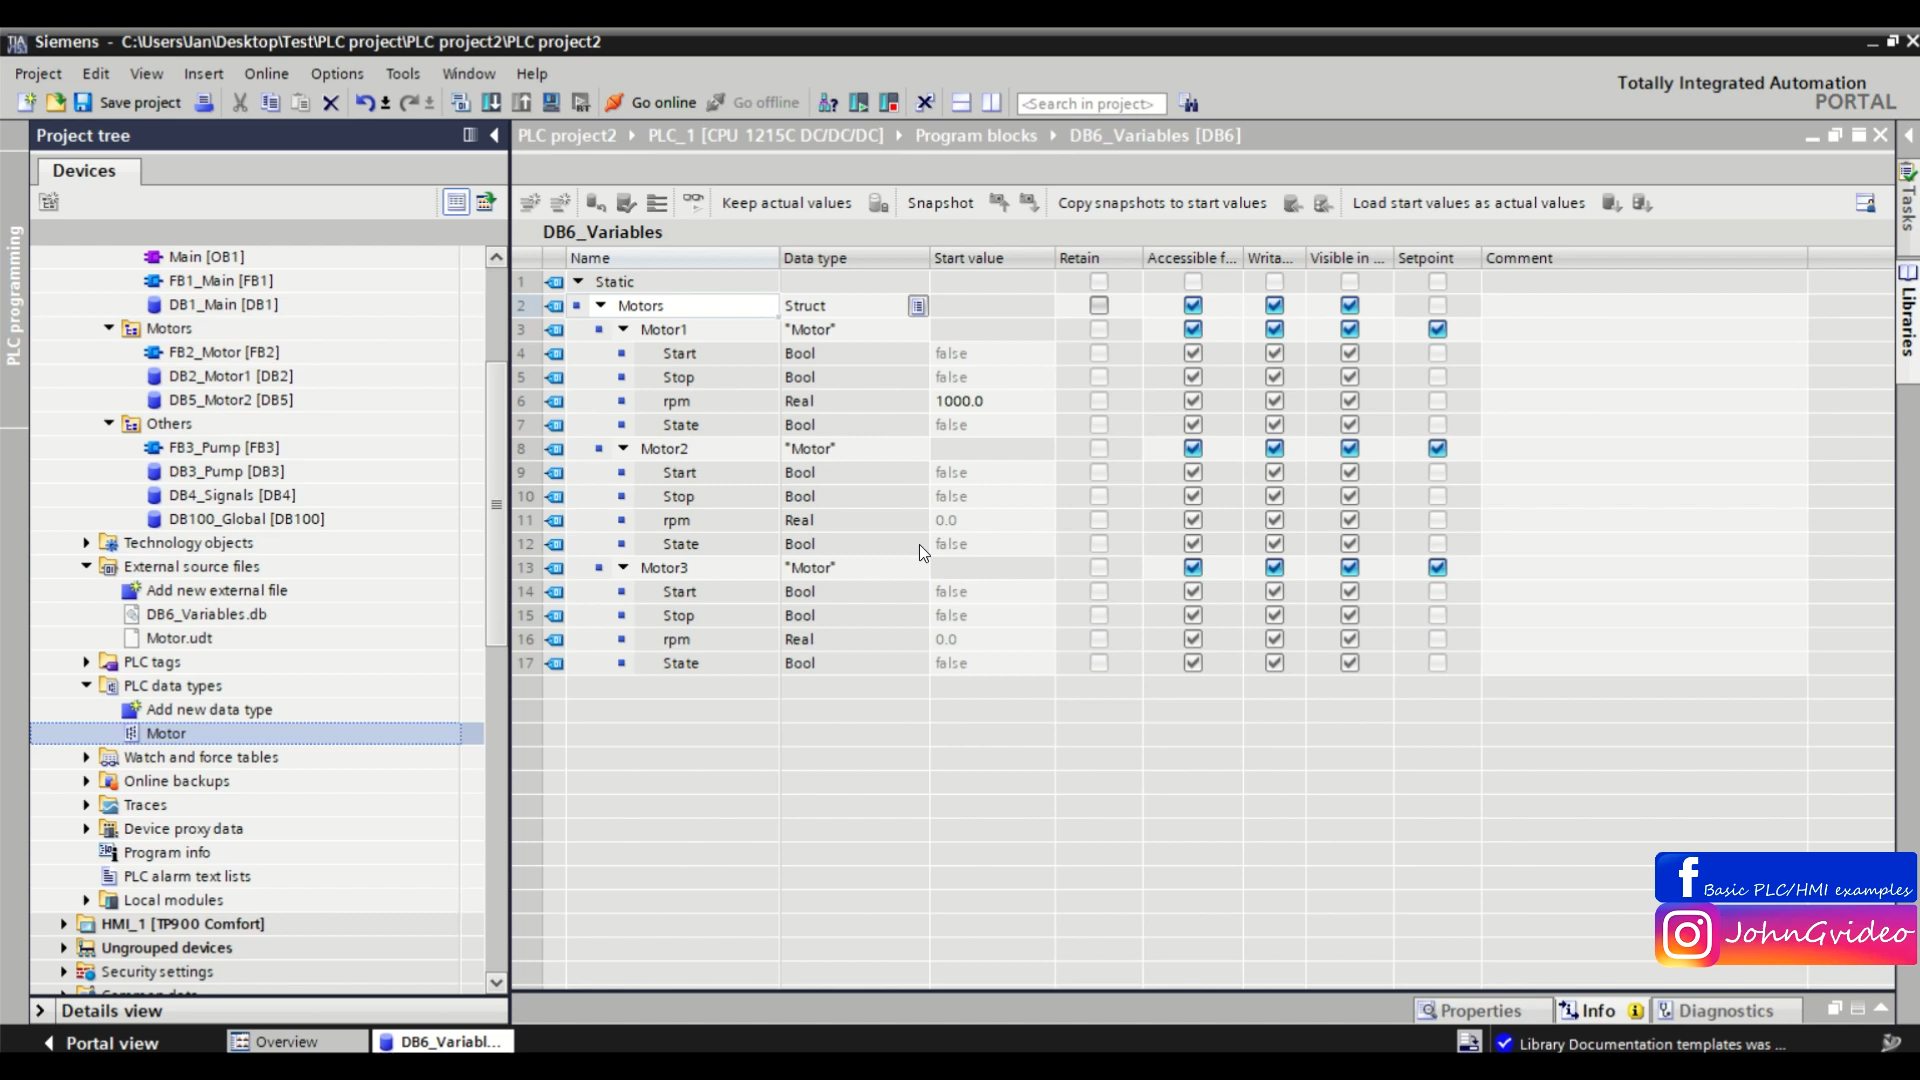 Siemens - C:\Users\Jan\Desktop\Test\PLC project\PLC project2\PLC project2
Project Edit View Insert Online Options Tools Window Help
Totally Integrated Automation
PORTAL
Save project Go online Go offline <Search in project>
Project tree
PLC project2 PLC_1 [CPU 1215C DC/DC/DC] Program blocks DB6_Variables [DB6]
Devices
Keep actual values Snapshot Copy snapshots to start values Load start values as actual values
DB6_Variables
Name Data type Start value Retain Accessible f... Writa... Visible in ... Setpoint Comment
1 Static
2 Motors Struct
3 Motor1 "Motor"
4 Start Bool false
5 Stop Bool false
6 rpm Real 1000.0
7 State Bool false
8 Motor2 "Motor"
9 Start Bool false
10 Stop Bool false
11 rpm Real 0.0
12 State Bool false
13 Motor3 "Motor"
14 Start Bool false
15 Stop Bool false
16 rpm Real 0.0
17 State Bool false
PLC programming
Main [OB1]
FB1_Main [FB1]
DB1_Main [DB1]
Motors
FB2_Motor [FB2]
DB2_Motor1 [DB2]
DB5_Motor2 [DB5]
Others
FB3_Pump [FB3]
DB3_Pump [DB3]
DB4_Signals [DB4]
DB100_Global [DB100]
Technology objects
External source files
Add new external file
DB6_Variables.db
Motor.udt
PLC tags
PLC data types
Add new data type
Motor
Watch and force tables
Online backups
Traces
Device proxy data
Program info
PLC alarm text lists
Local modules
HMI_1 [TP900 Comfort]
Ungrouped devices
Security settings
Tasks
Libraries
Basic PLC/HMI examples
JohnGvideo
Details view
Properties Info Diagnostics
Portal view Overview DB6_Variabl...
Library Documentation templates was ...